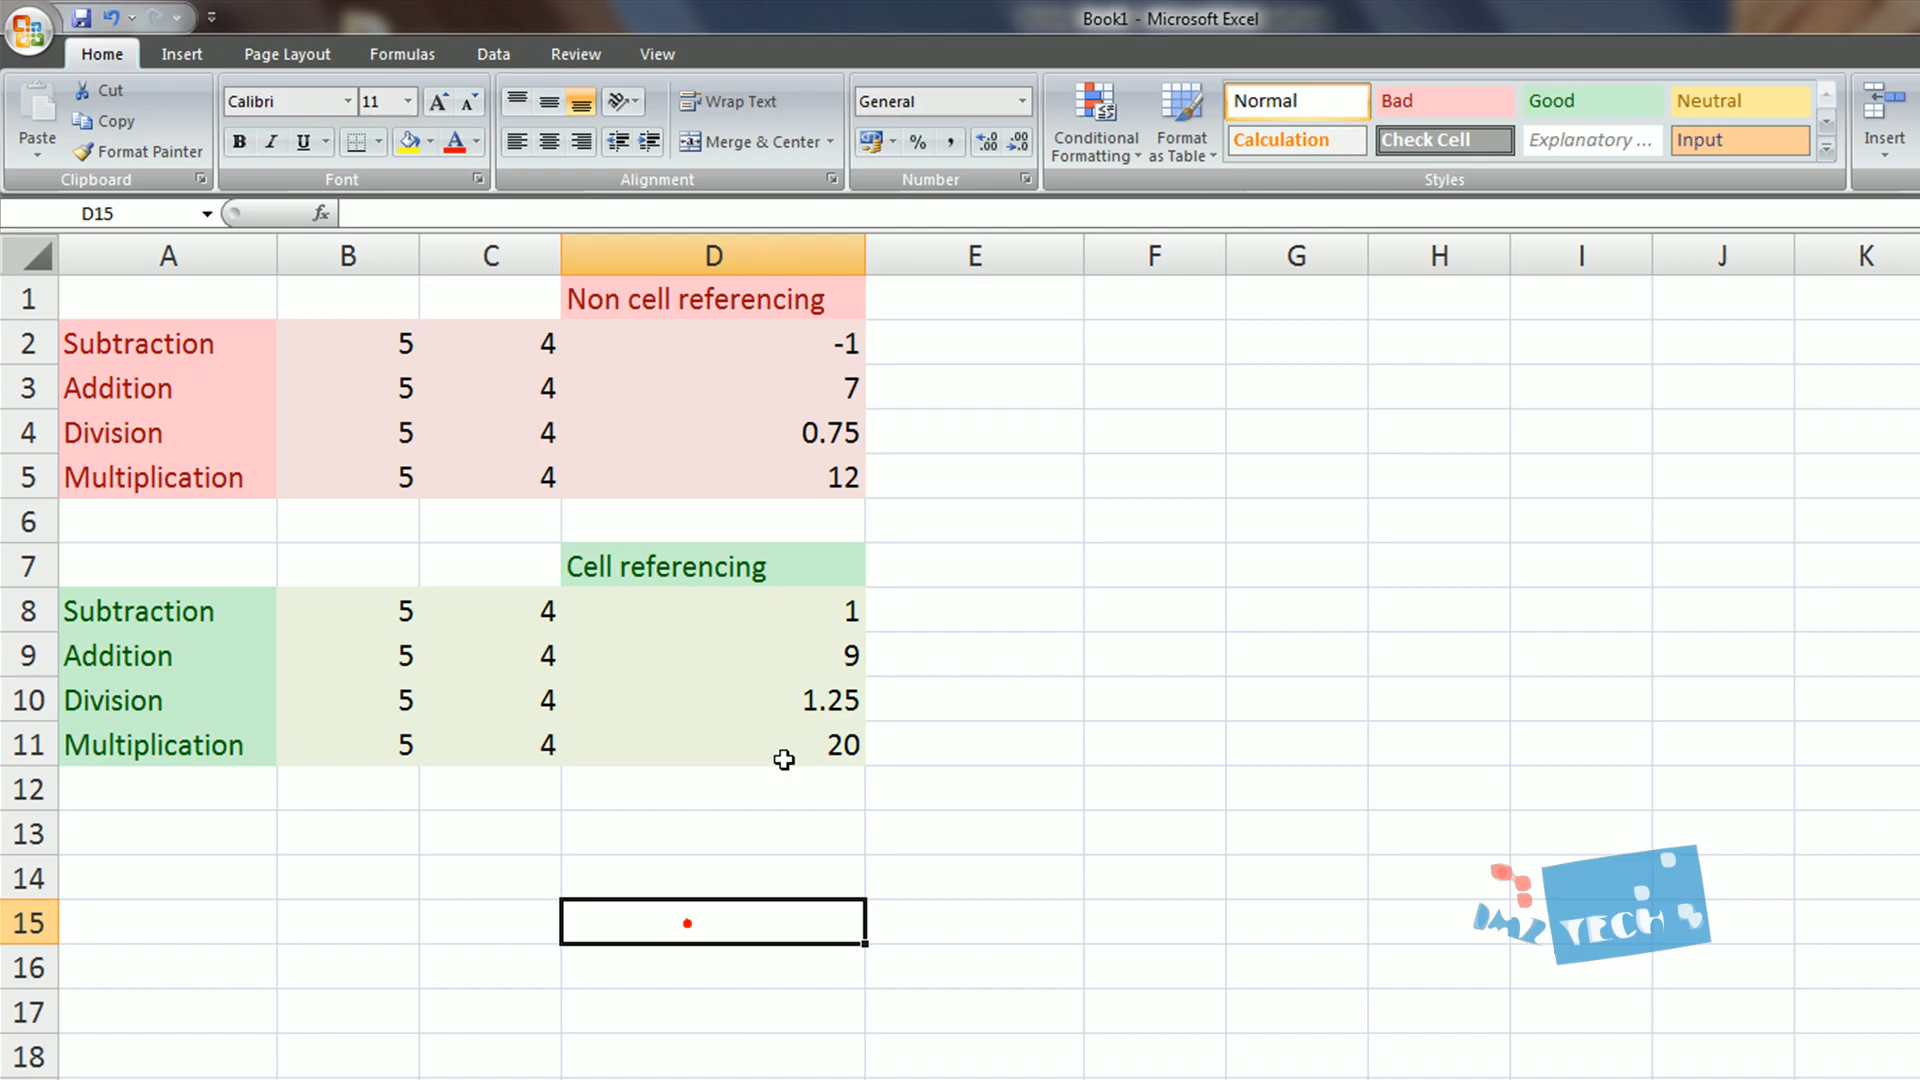 Book1 - Microsoft Excel
Home Insert Page Layout Formulas Data Review View
Paste
Cut
Copy
Format Painter
Clipboard
Calibri 11
B I U
Font
Wrap Text
Merge & Center
Alignment
General
% ,
Number
Conditional Formatting
Format as Table
Normal Bad Good Neutral
Calculation Check Cell Explanatory ... Input
Styles
Insert
D15 fx
A B C D E F G H I J K
1 Non cell referencing
2 Subtraction 5 4 -1
3 Addition 5 4 7
4 Division 5 4 0.75
5 Multiplication 5 4 12
6
7 Cell referencing
8 Subtraction 5 4 1
9 Addition 5 4 9
10 Division 5 4 1.25
11 Multiplication 5 4 20
12
13
14
15
16
17
18
TECH